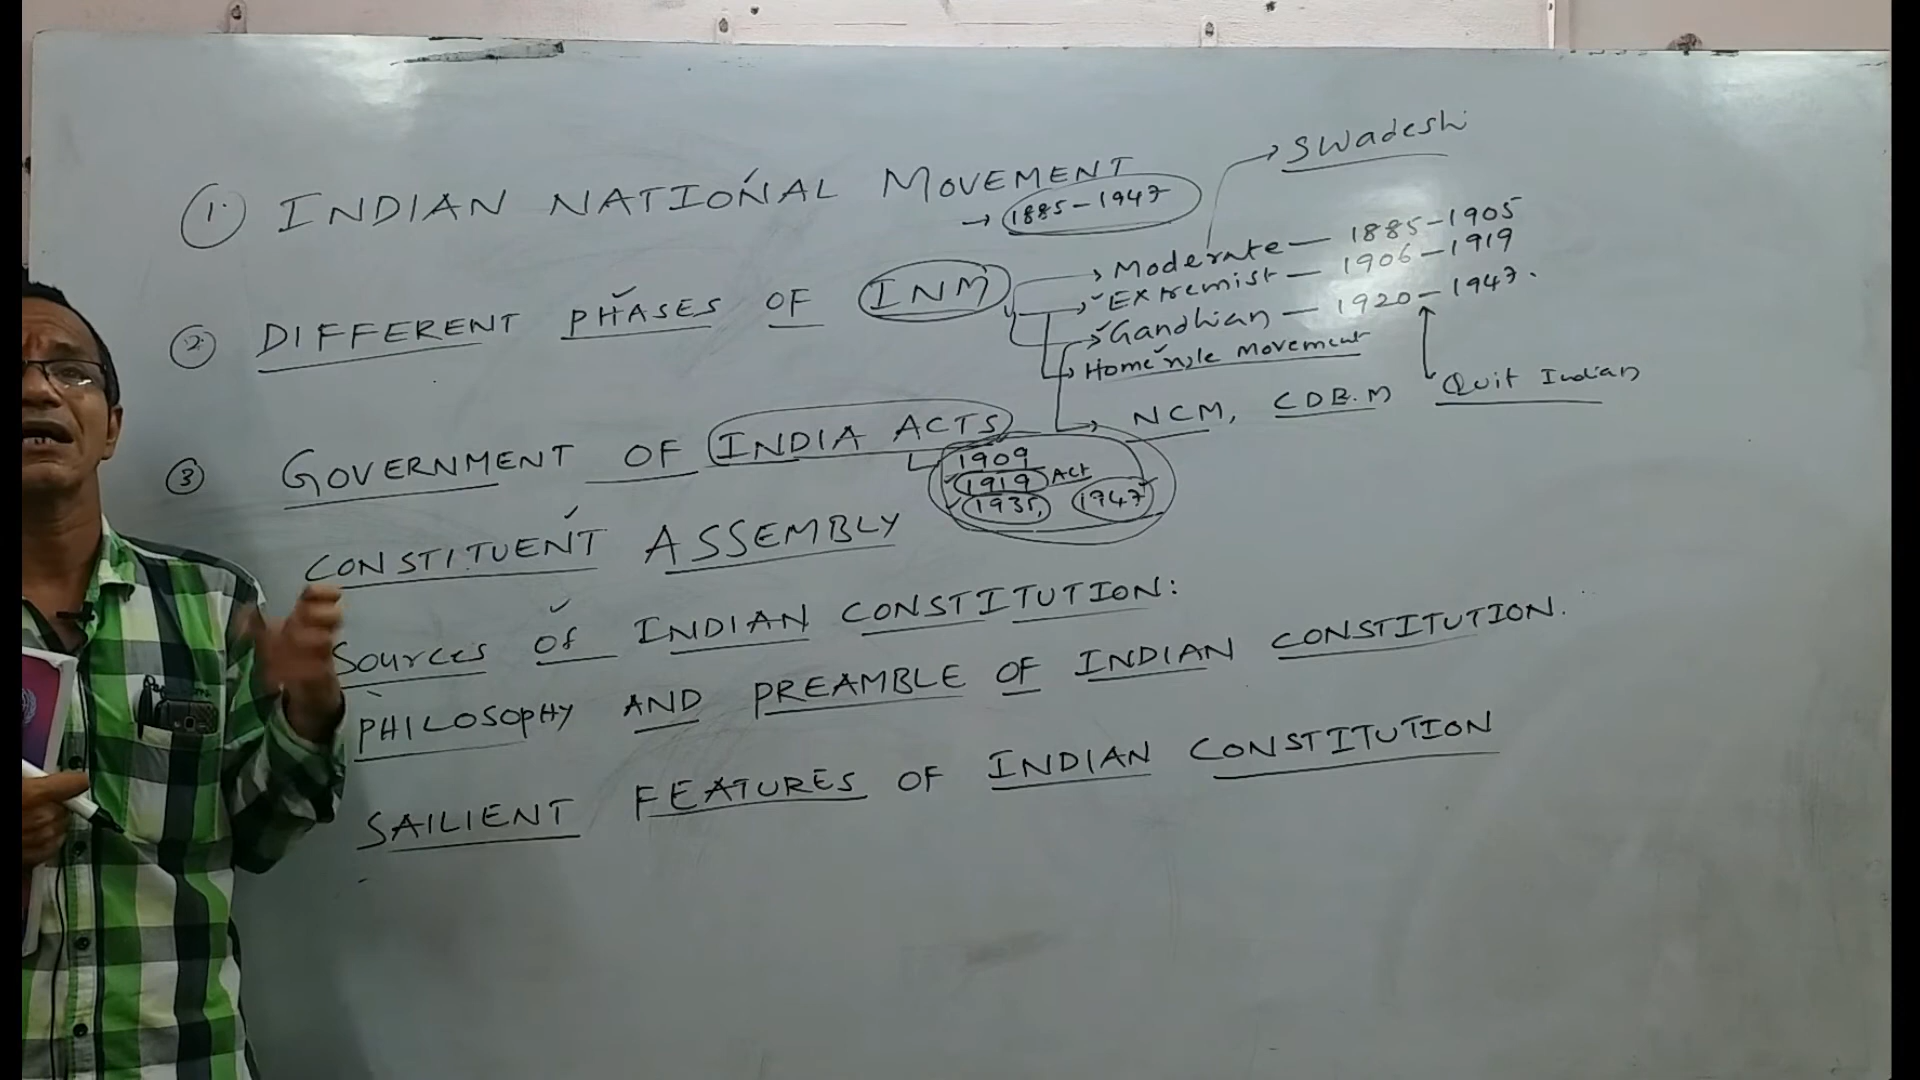 Swadeshi
1. INDIAN NATIONAL MOVEMENT
→ 1885-1947
Moderate — 1885-1905
② DIFFERENT PHASES OF INM
Extremist — 1906-1919
Gandhian — 1920-1947.
Home rule Movement
NCM, CDB.M Quit Indian
③ GOVERNMENT OF INDIA ACTS
1909
1919 Act
1935, 1947
CONSTITUENT ASSEMBLY
Sources of INDIAN CONSTITUTION:
PHILOSOPHY AND PREAMBLE OF INDIAN CONSTITUTION.
SAILIENT FEATURES OF INDIAN CONSTITUTION